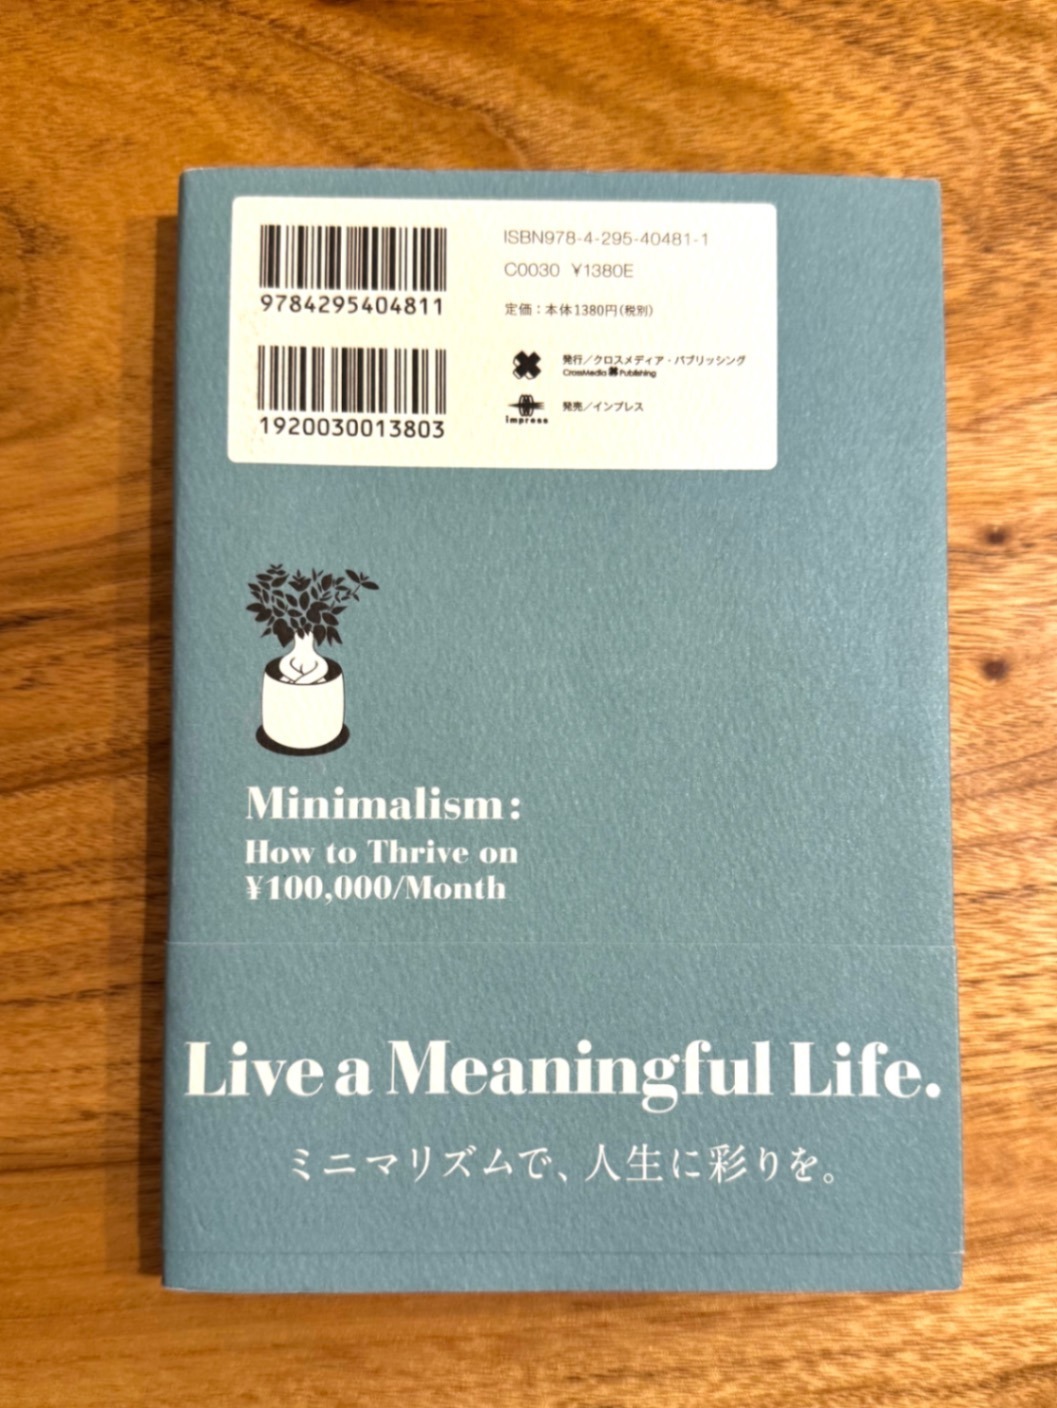 9784295404811
1920030013803
ISBN978-4-295-40481-1
C0030 ¥1380E
定価：本体1380円(税別)
発行／クロスメディア・パブリッシング
CrossMedia Publishing
発売／インプレス
impress
Minimalism:
How to Thrive on
¥100,000/Month
Live a Meaningful Life.
ミニマリズムで、人生に彩りを。